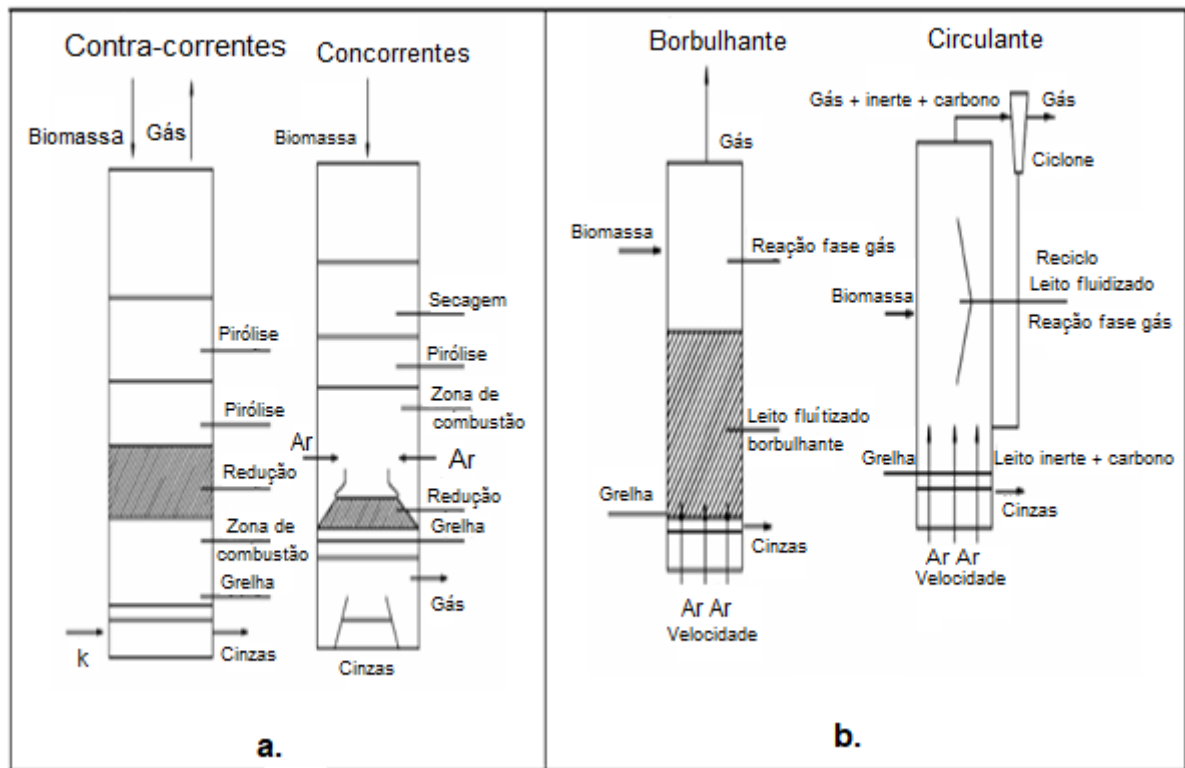 Contra-correntes
Concorrentes
Biomassa
Gás
Biomassa
Pirólise
Pirólise
Redução
Zona de
combustão
Grelha
k
Cinzas
Secagem
Pirólise
Zona de
combustão
Ar
Ar
Redução
Grelha
Gás
Cinzas
a.
Borbulhante
Gás
Biomassa
Reação fase gás
Leito fluítizado
borbulhante
Grelha
Cinzas
Ar Ar
Velocidade
Circulante
Gás + inerte + carbono
Gás
Ciclone
Reciclo
Leito fluidizado
Biomassa
Reação fase gás
Grelha
Leito inerte + carbono
Cinzas
Ar Ar
Velocidade
b.